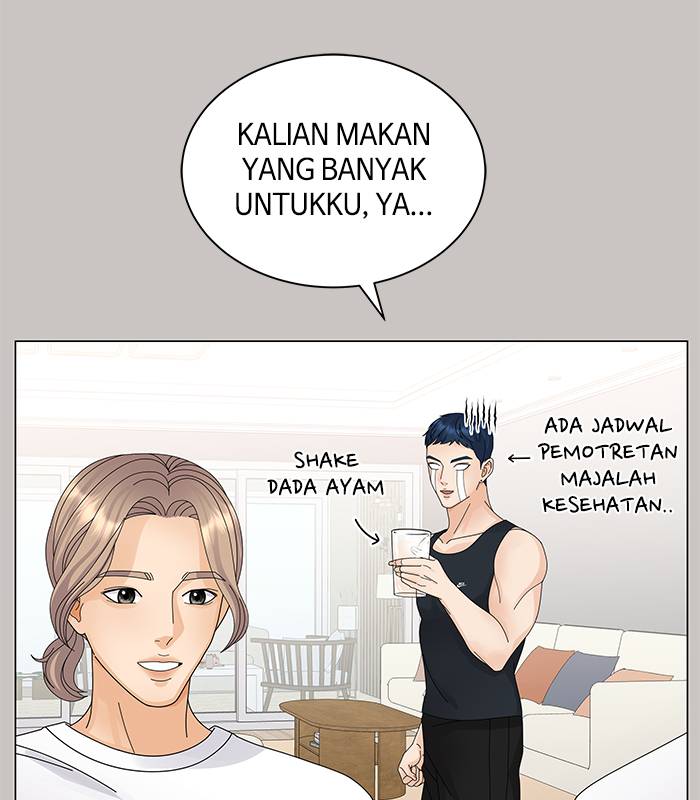 KALIAN MAKAN
YANG BANYAK
UNTUKKU, YA...
SHAKE
DADA AYAM
ADA JADWAL
PEMOTRETAN
MAJALAH
KESEHATAN..